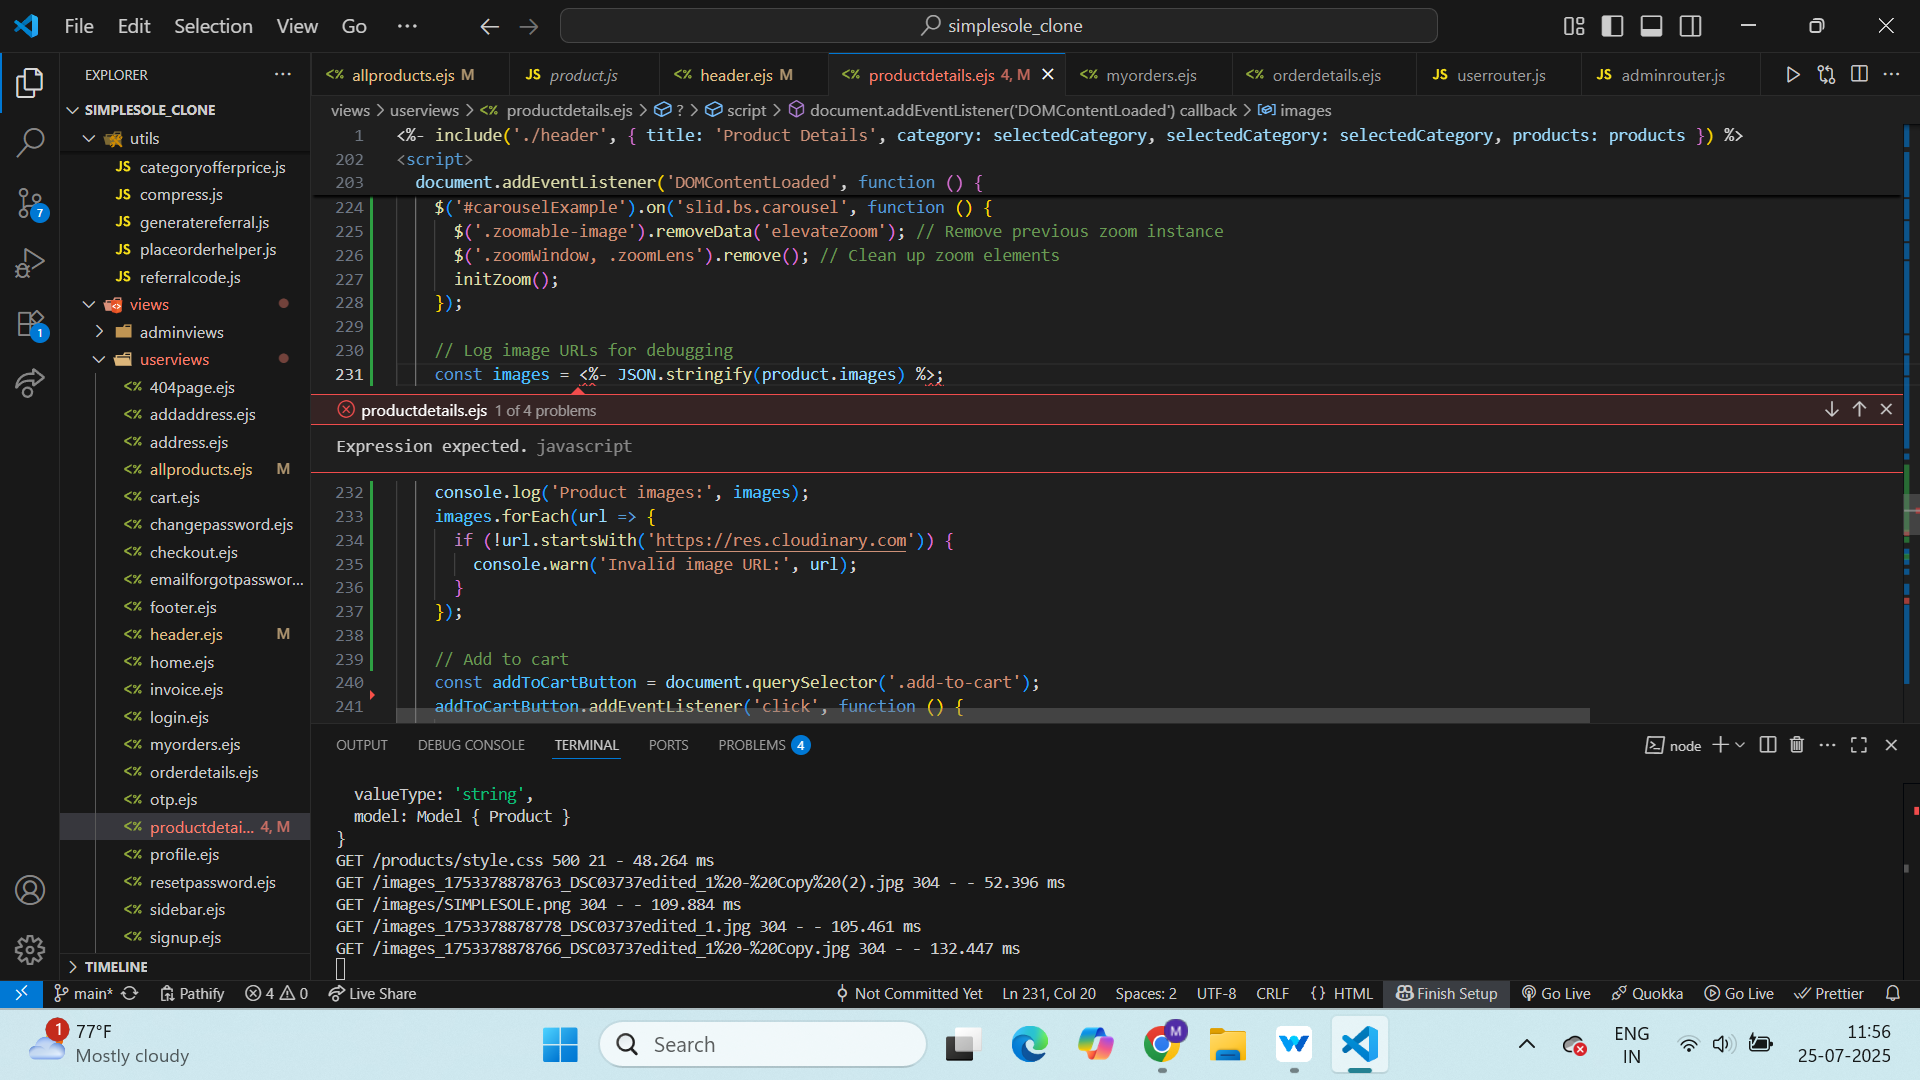 File Edit Selection View Go ··· simplesole_clone
EXPLORER ···
SIMPLESOLE_CLONE
utils
JS categoryofferprice.js
JS compress.js
JS generatereferral.js
JS placeorderhelper.js
JS referralcode.js
views
adminviews
userviews
<% 404page.ejs
<% addaddress.ejs
<% address.ejs
<% allproducts.ejs M
<% cart.ejs
<% changepassword.ejs
<% checkout.ejs
<% emailforgotpasswor...
<% footer.ejs
<% header.ejs M
<% home.ejs
<% invoice.ejs
<% login.ejs
<% myorders.ejs
<% orderdetails.ejs
<% otp.ejs
<% productdetai... 4, M
<% profile.ejs
<% resetpassword.ejs
<% sidebar.ejs
<% signup.ejs
TIMELINE
7
1
<% allproducts.ejs M JS product.js <% header.ejs M <% productdetails.ejs 4, M <% myorders.ejs <% orderdetails.ejs JS userrouter.js JS adminrouter.js ···
views > userviews > <% productdetails.ejs > ? > script > document.addEventListener('DOMContentLoaded') callback > images
1 <%- include('./header', { title: 'Product Details', category: selectedCategory, selectedCategory: selectedCategory, products: products }) %>
202 <script>
203 document.addEventListener('DOMContentLoaded', function () {
224 $('#carouselExample').on('slid.bs.carousel', function () {
225 $('.zoomable-image').removeData('elevateZoom'); // Remove previous zoom instance
226 $('.zoomWindow, .zoomLens').remove(); // Clean up zoom elements
227 initZoom();
228 });
229
230 // Log image URLs for debugging
231 const images = <%- JSON.stringify(product.images) %>;
productdetails.ejs 1 of 4 problems
Expression expected. javascript
232 console.log('Product images:', images);
233 images.forEach(url => {
234 if (!url.startsWith('https://res.cloudinary.com')) {
235 console.warn('Invalid image URL:', url);
236 }
237 });
238
239 // Add to cart
240 const addToCartButton = document.querySelector('.add-to-cart');
241 addToCartButton.addEventListener('click', function () {
OUTPUT DEBUG CONSOLE TERMINAL PORTS PROBLEMS 4 node ···
valueType: 'string',
model: Model { Product }
}
GET /products/style.css 500 21 - 48.264 ms
GET /images_1753378878763_DSC03737edited_1%20-%20Copy%20(2).jpg 304 - - 52.396 ms
GET /images/SIMPLESOLE.png 304 - - 109.884 ms
GET /images_1753378878778_DSC03737edited_1.jpg 304 - - 105.461 ms
GET /images_1753378878766_DSC03737edited_1%20-%20Copy.jpg 304 - - 132.447 ms
main* Pathify 4 0 Live Share Not Committed Yet Ln 231, Col 20 Spaces: 2 UTF-8 CRLF {} HTML Finish Setup Go Live Quokka Go Live Prettier
1 77°F
Mostly cloudy
Search
M
ENG
IN
11:56
25-07-2025